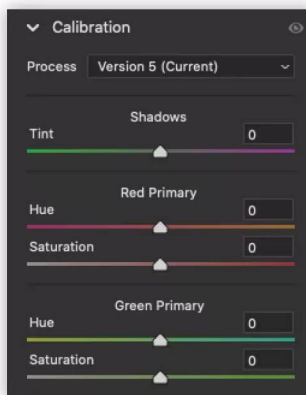 Calibration
Process Version 5 (Current)
Shadows
Tint 0
Red Primary
Hue 0
Saturation 0
Green Primary
Hue 0
Saturation 0